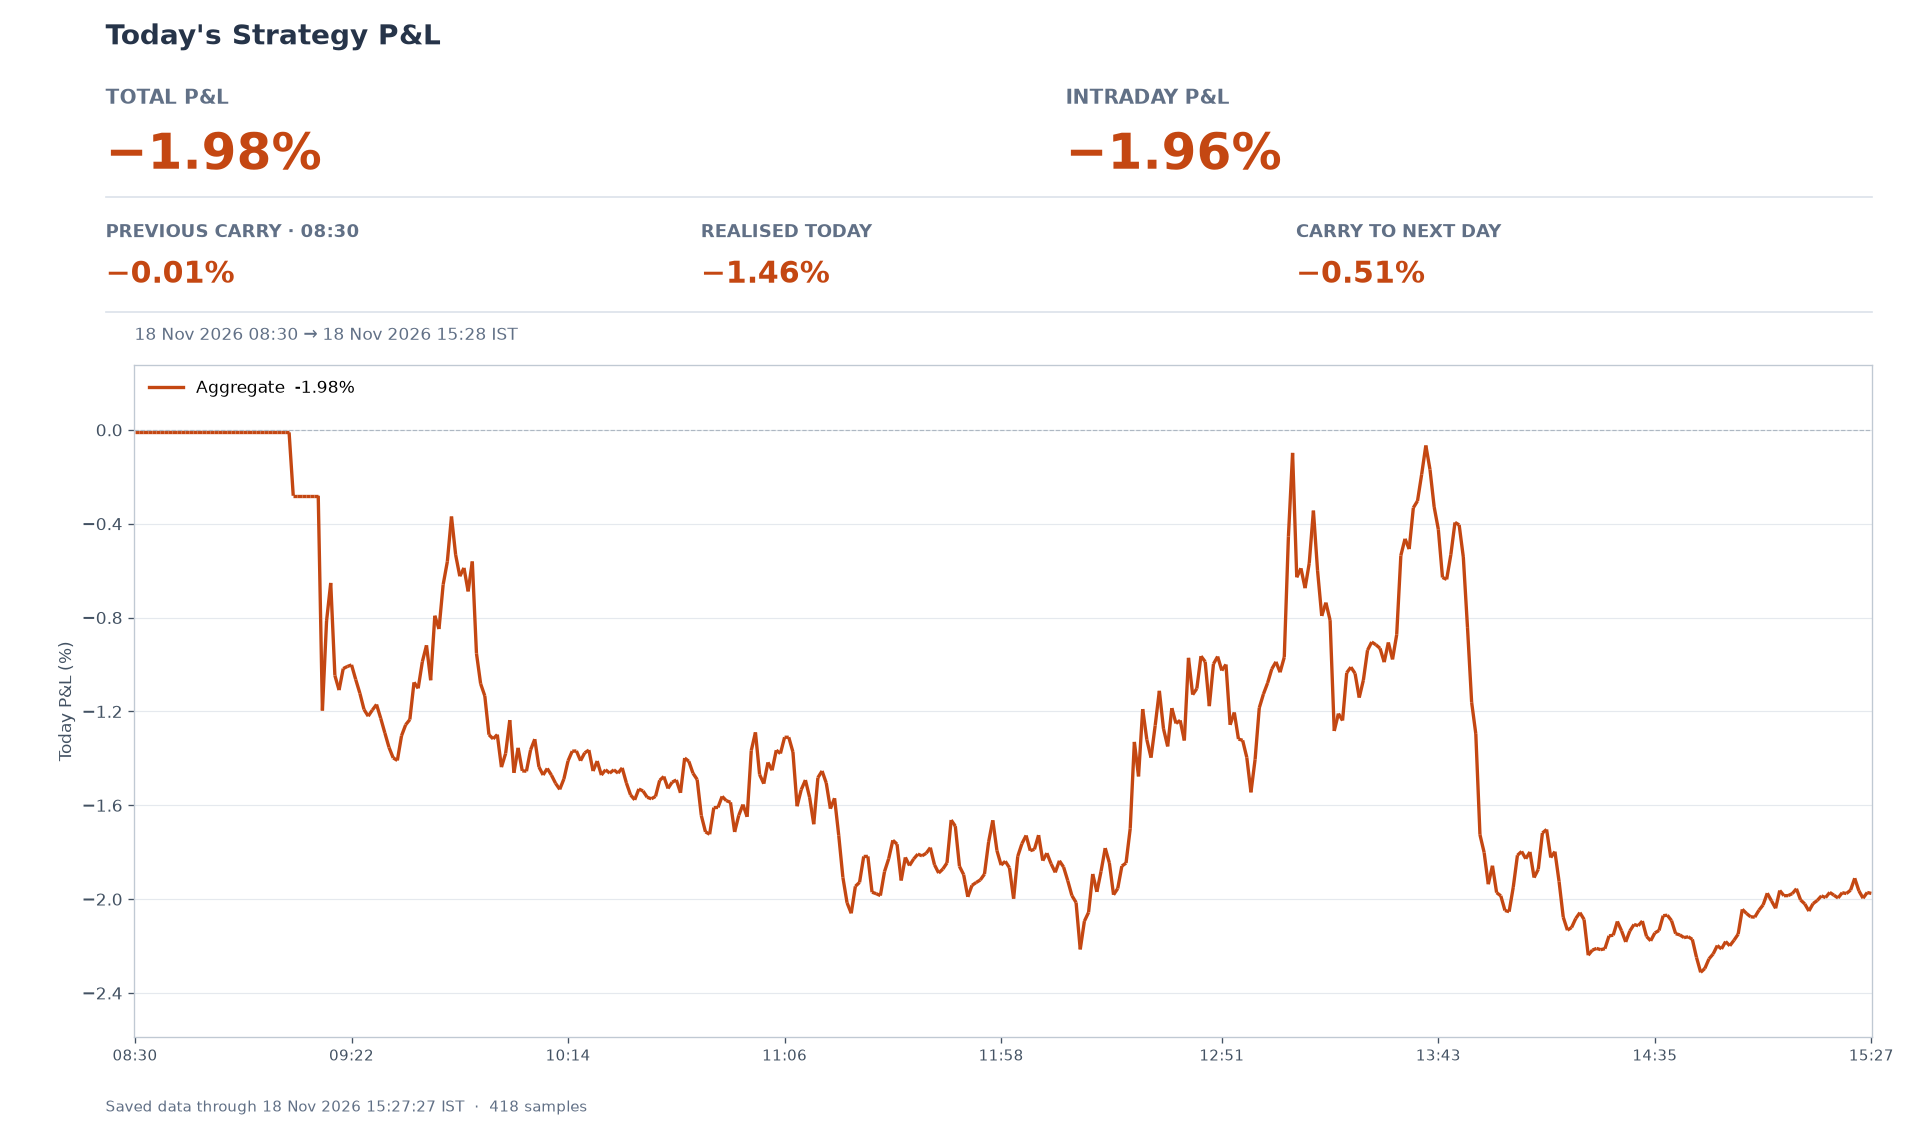 Today's Strategy P&L
TOTAL P&L
INTRADAY P&L
−1.98%
−1.96%
PREVIOUS CARRY · 08:30
REALISED TODAY
CARRY TO NEXT DAY
−0.01%
−1.46%
−0.51%
18 Nov 2026 08:30 → 18 Nov 2026 15:28 IST
Aggregate -1.98%
0.0
−0.4
−0.8
−1.2
−1.6
−2.0
−2.4
Today P&L (%)
08:30
09:22
10:14
11:06
11:58
12:51
13:43
14:35
15:27
Saved data through 18 Nov 2026 15:27:27 IST · 418 samples